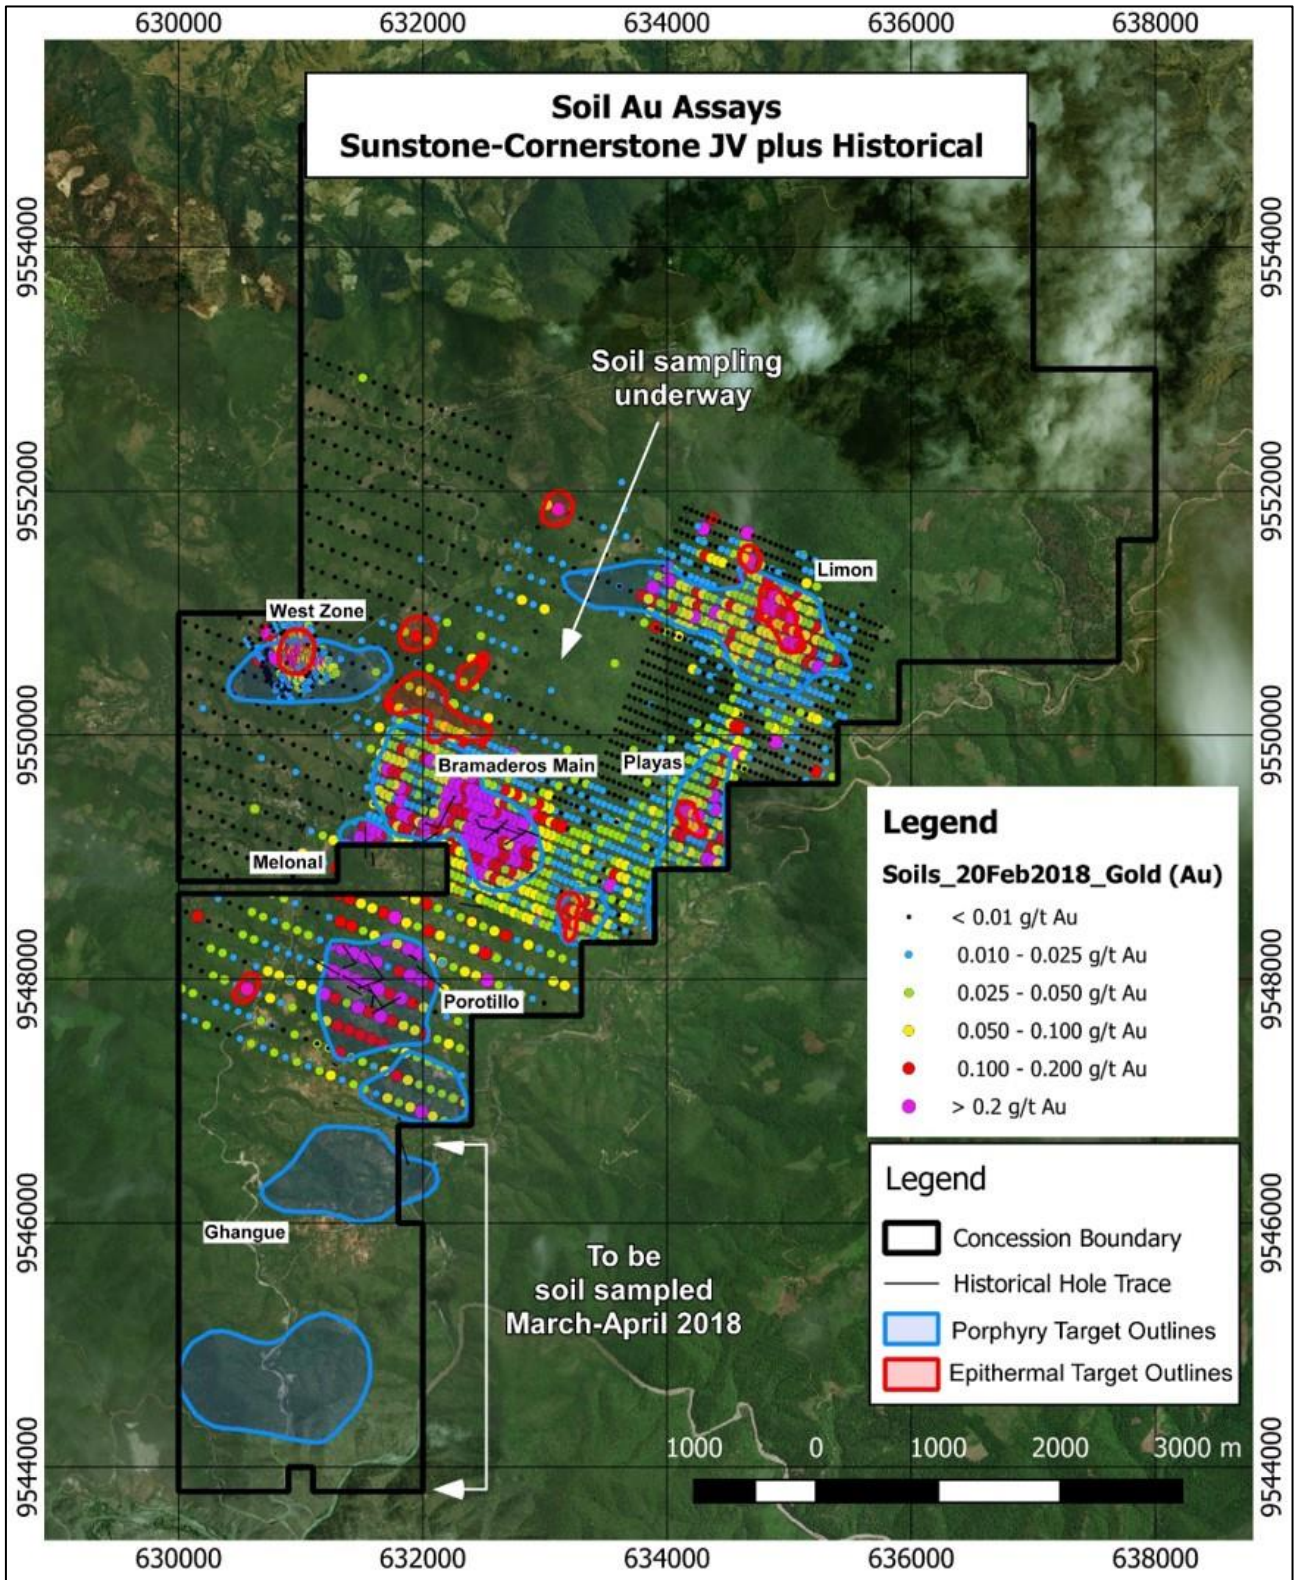 630000 632000 634000 636000 638000
Soil Au Assays
Sunstone-Cornerstone JV plus Historical
9554000 9554000
Soil sampling
underway
9552000 9552000
Limon
West Zone
9550000 9550000
Bramaderos Main Playas
Legend
Melonal
Soils_20Feb2018_Gold (Au)
< 0.01 g/t Au
0.010 - 0.025 g/t Au
9548000 9548000
0.025 - 0.050 g/t Au
Porotillo
0.050 - 0.100 g/t Au
0.100 - 0.200 g/t Au
> 0.2 g/t Au
Legend
9546000 9546000
Ghangue
Concession Boundary
To be
soil sampled
March-April 2018
Historical Hole Trace
Porphyry Target Outlines
Epithermal Target Outlines
9544000 9544000
1000 0 1000 2000 3000 m
630000 632000 634000 636000 638000